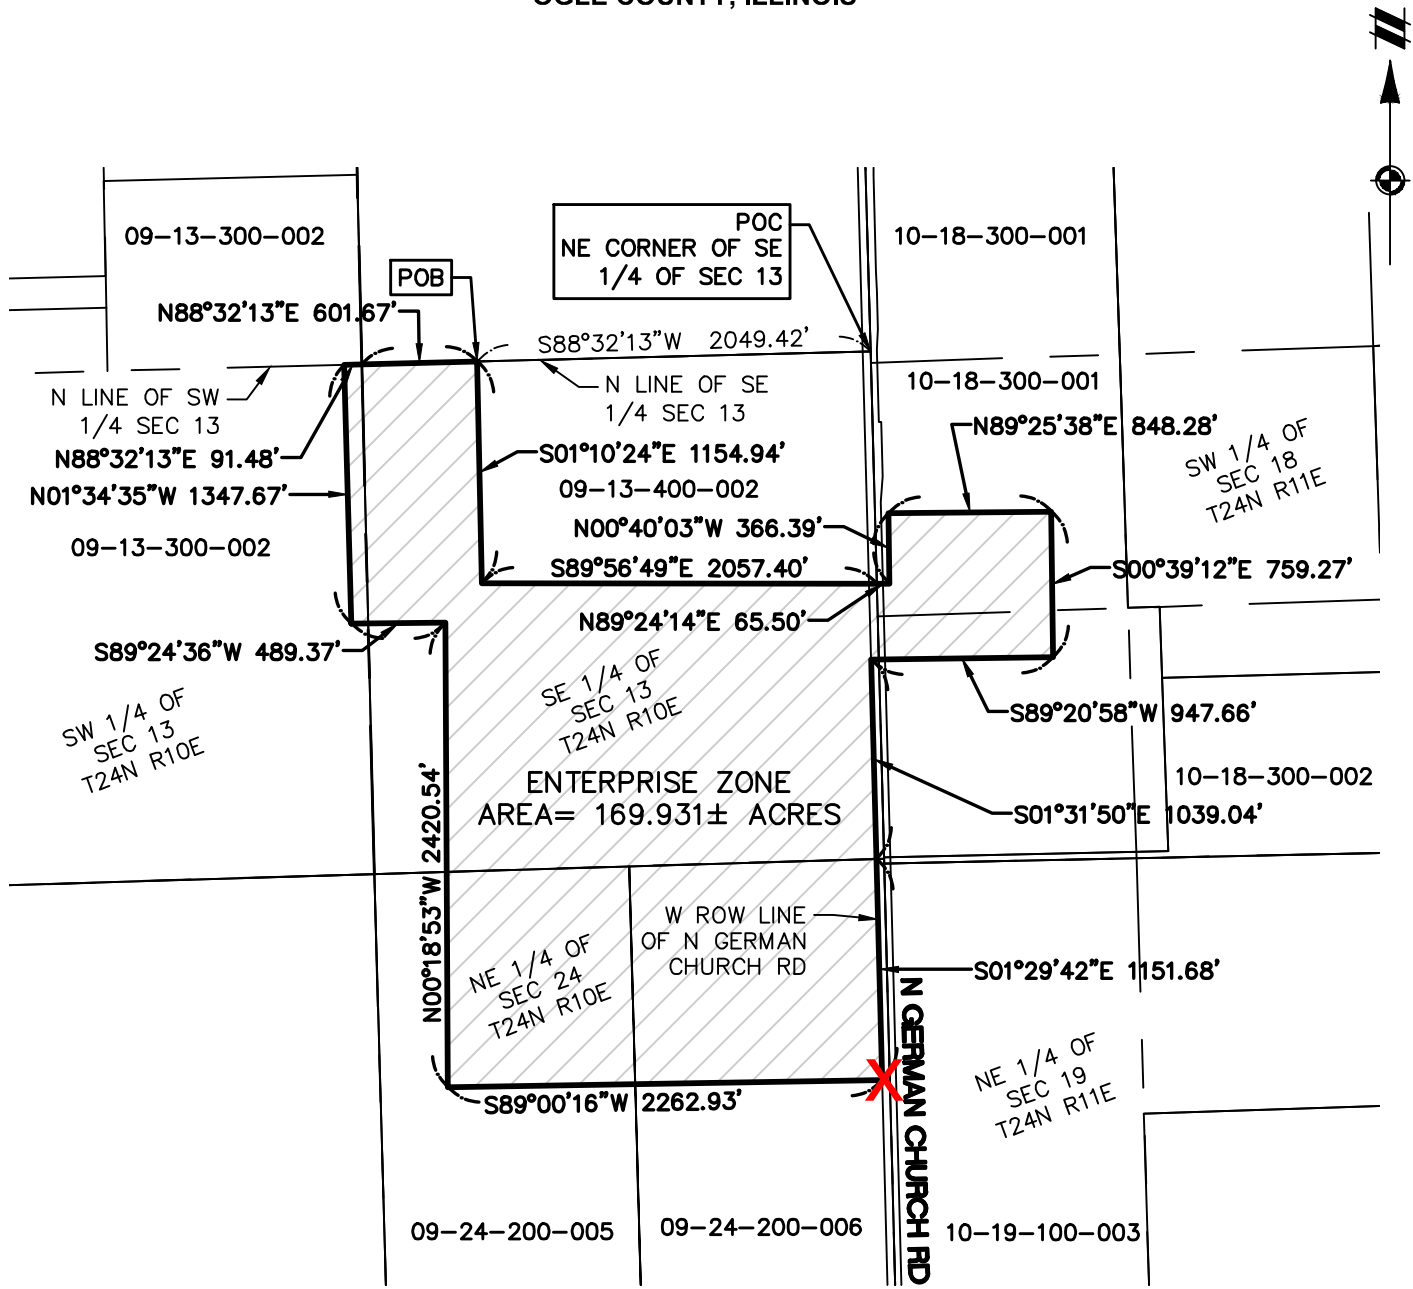 09-13-300-002
POC
NE CORNER OF SE
1/4 OF SEC 13
10-18-300-001
POB
N88°32'13"E 601.67'
S88°32'13"W 2049.42'
N LINE OF SW
1/4 SEC 13
N LINE OF SE
1/4 SEC 13
10-18-300-001
N89°25'38"E 848.28'
SW 1/4 OF
SEC 18
T24N R11E
N88°32'13"E 91.48'
S01°10'24"E 1154.94'
N01°34'35"W 1347.67'
09-13-400-002
N00°40'03"W 366.39'
09-13-300-002
S89°56'49"E 2057.40'
S00°39'12"E 759.27'
N89°24'14"E 65.50'
S89°24'36"W 489.37'
SE 1/4 OF
SEC 13
T24N R10E
SW 1/4 OF
SEC 13
T24N R10E
S89°20'58"W 947.66'
ENTERPRISE ZONE
AREA= 169.931± ACRES
10-18-300-002
S01°31'50"E 1039.04'
N00°18'53"W 2420.54'
W ROW LINE
OF N GERMAN
CHURCH RD
NE 1/4 OF
SEC 24
T24N R10E
S01°29'42"E 1151.68'
N GERMAN CHURCH RD
NE 1/4 OF
SEC 19
T24N R11E
X
S89°00'16"W 2262.93'
09-24-200-005
09-24-200-006
10-19-100-003